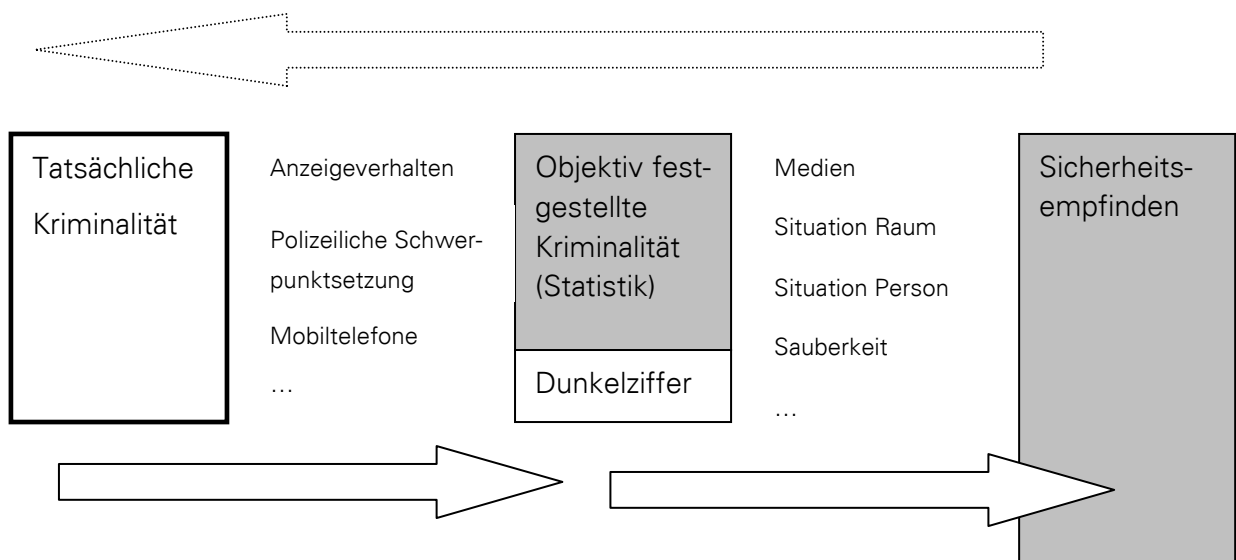 Tatsächliche
Kriminalität
Anzeigeverhalten
Polizeiliche Schwer-
punktsetzung
Mobiltelefone
…
Objektiv fest-
gestellte
Kriminalität
(Statistik)
Dunkelziffer
Medien
Situation Raum
Situation Person
Sauberkeit
…
Sicherheits-
empfinden